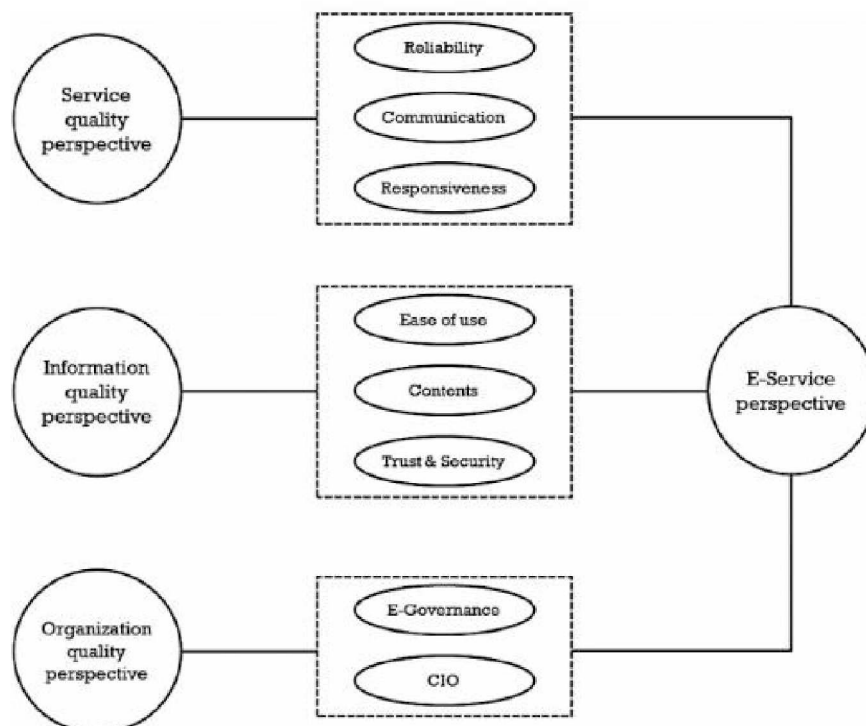 Service
quality
perspective
Reliability
Communication
Responsiveness
Information
quality
perspective
Ease of use
Contents
Trust & Security
E-Service
perspective
Organization
quality
perspective
E-Governance
CIO